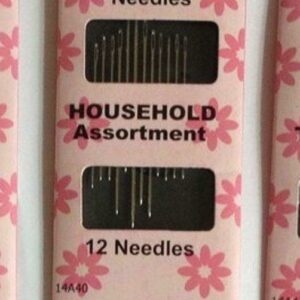 Needles
HOUSEHOLD
Assortment
12 Needles
14A40